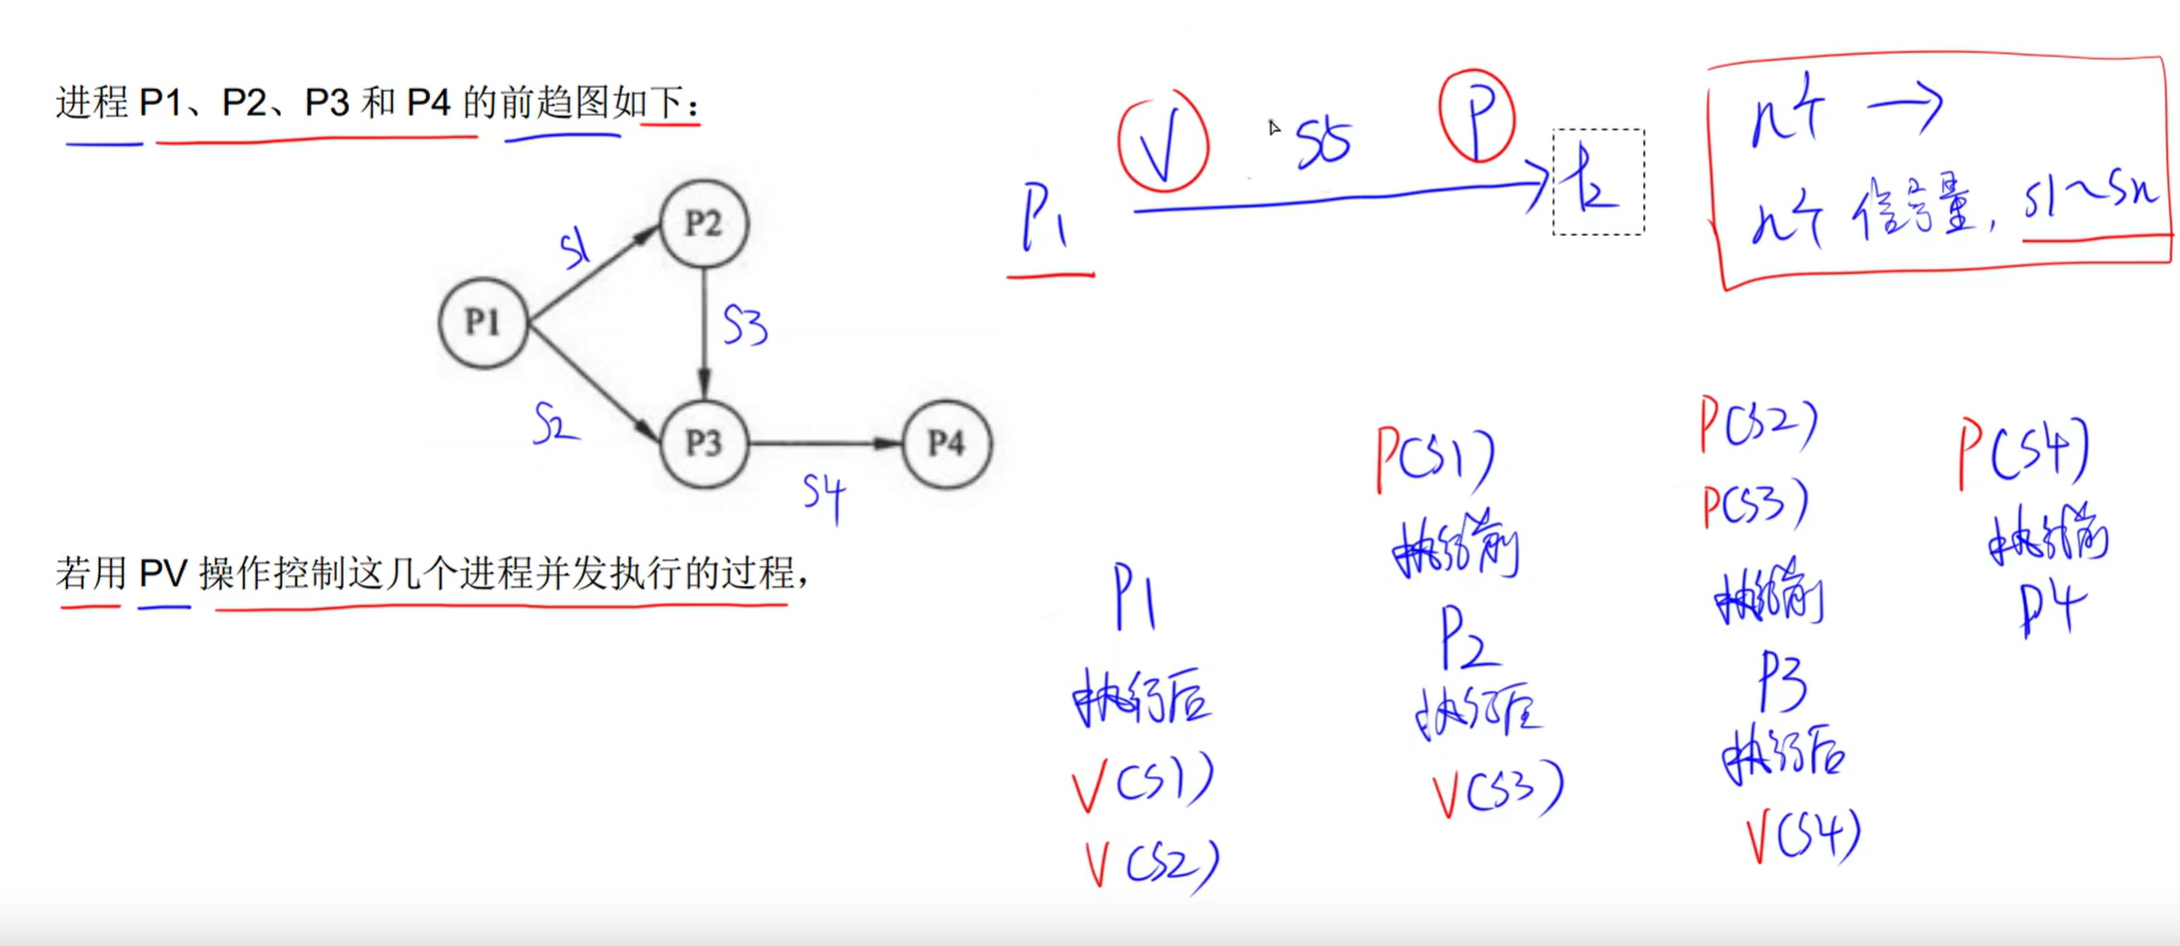 进程 P1、P2、P3 和 P4 的前趋图如下：
V S5 P
P1
n个 →
n个 信号量, S1~Sn
P2
S1
P1
S3
S2
P3
P4
S4
若用 PV 操作控制这几个进程并发执行的过程，
P1
执行后
V(S1)
V(S2)
P(S1)
执行前
P2
执行后
V(S3)
P(S2)
P(S3)
执行前
P3
执行后
V(S4)
P(S4)
执行前
P4